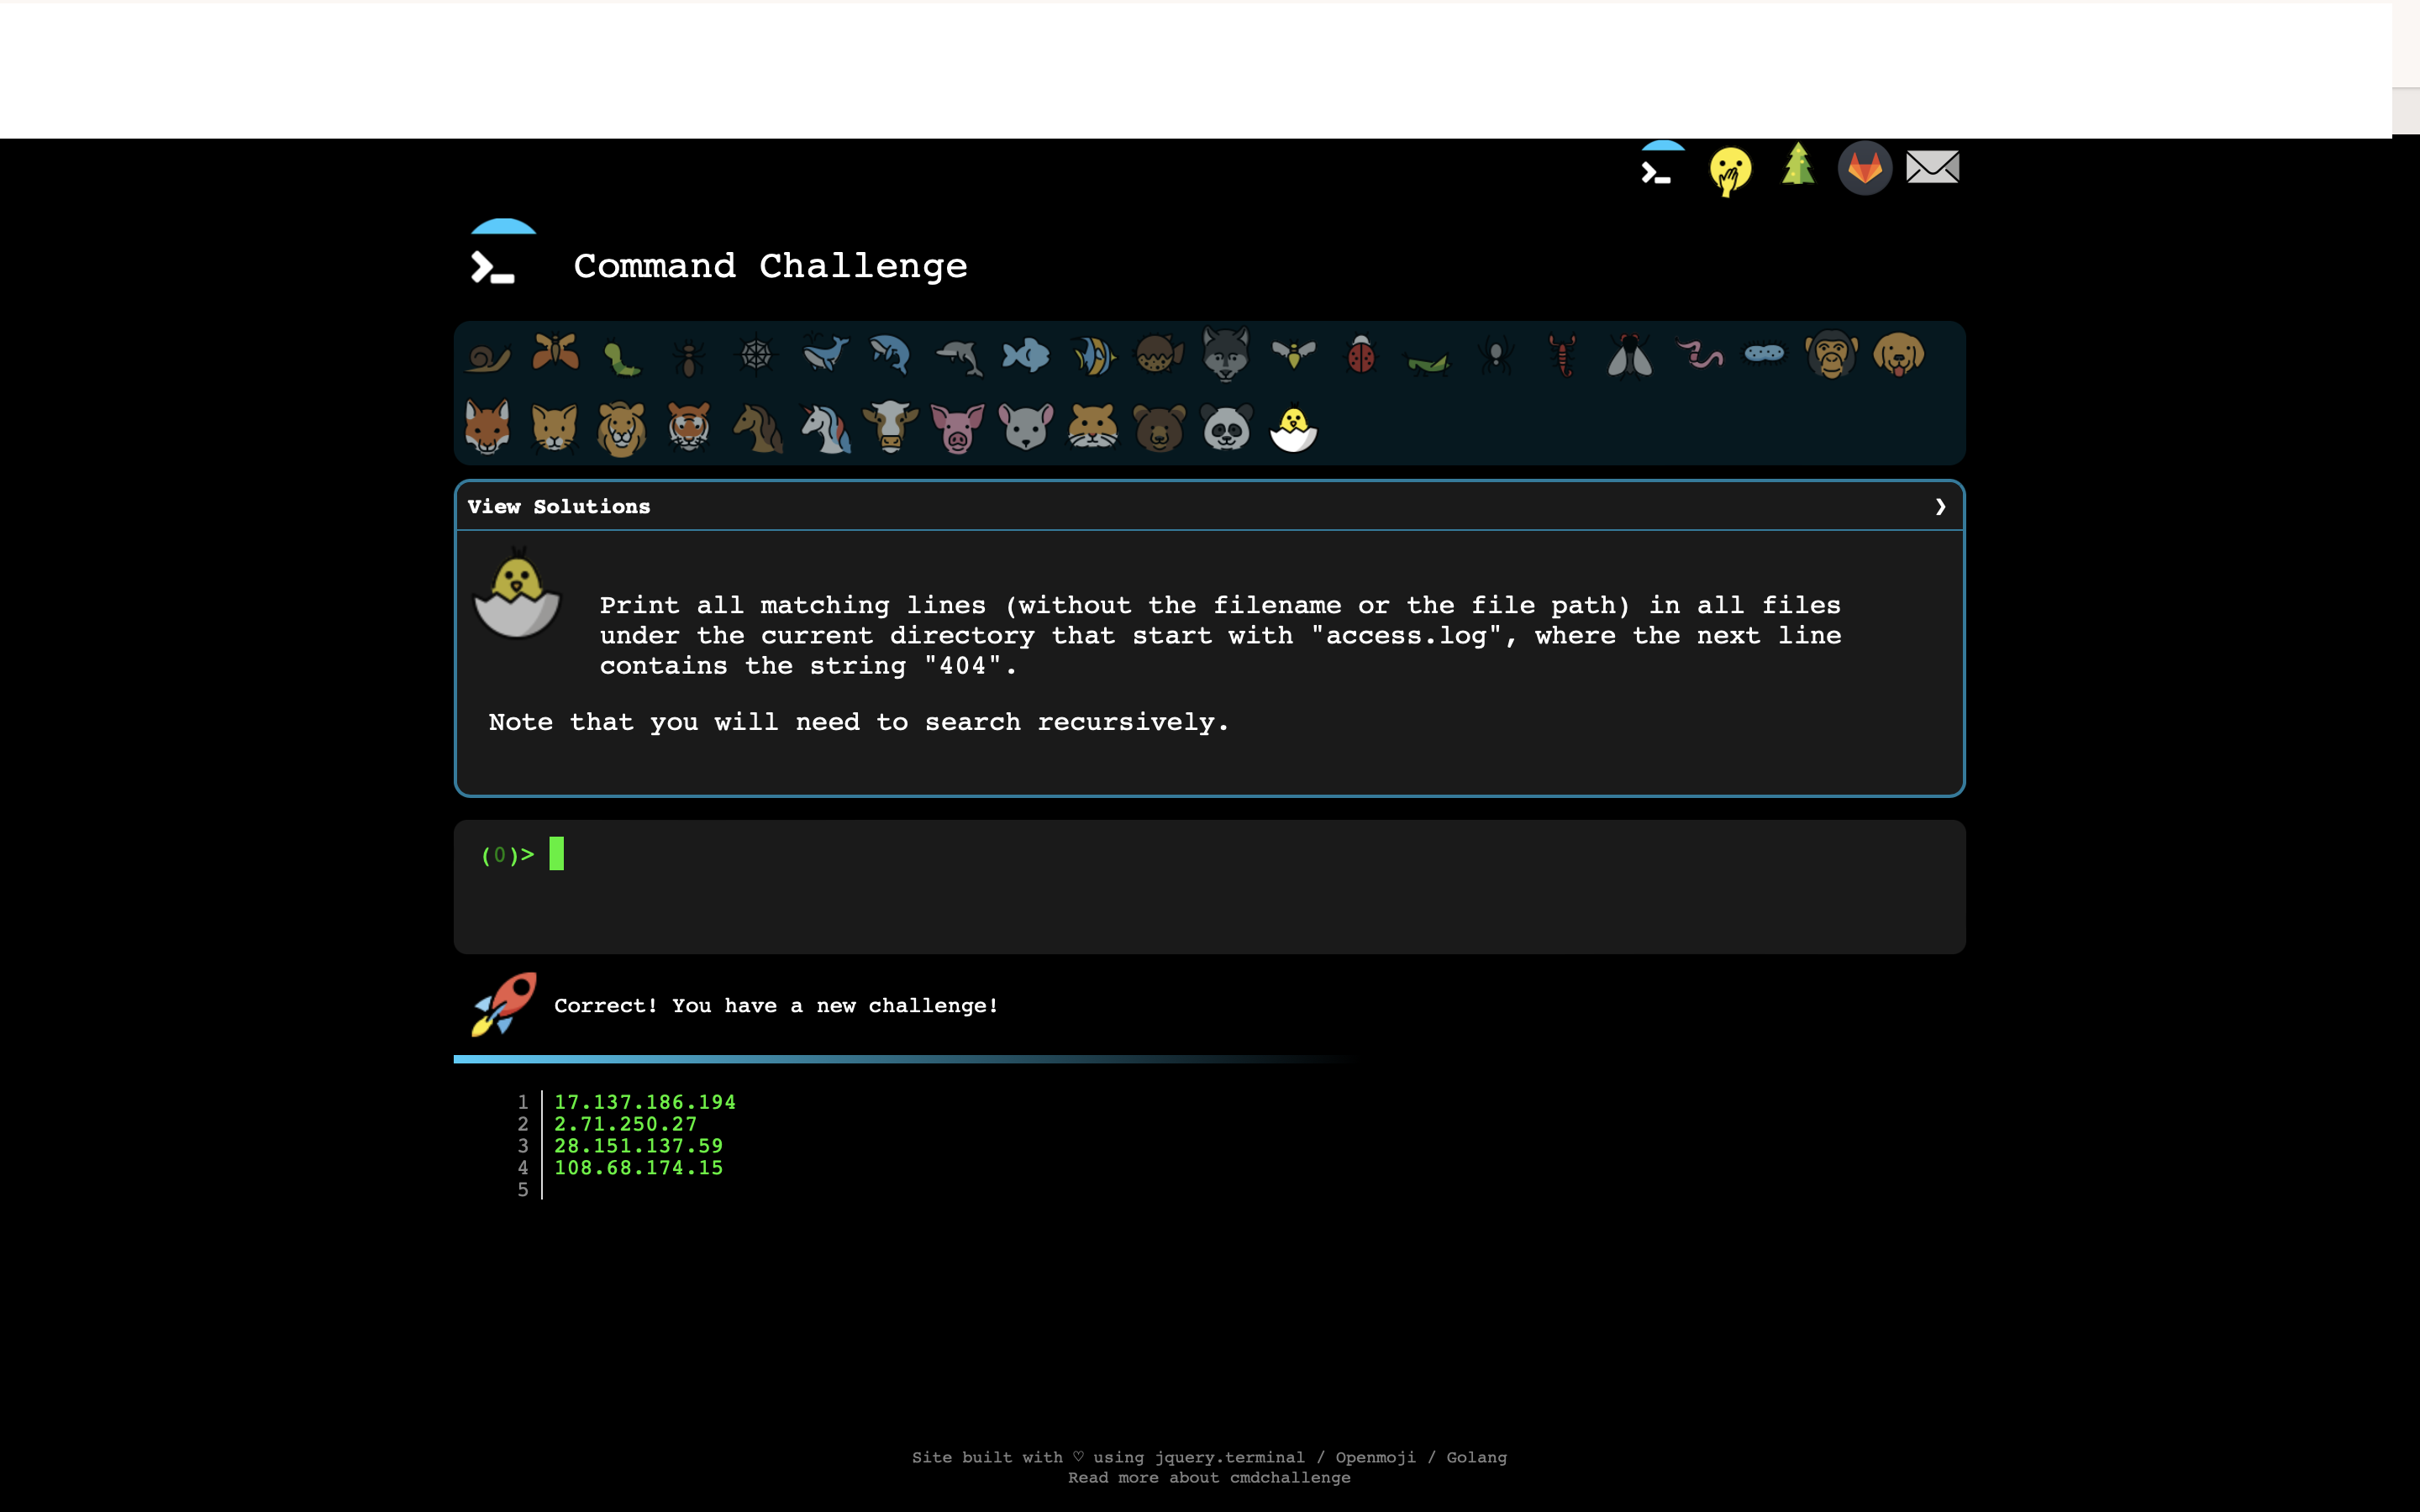 Command Challenge
View Solutions
Print all matching lines (without the filename or the file path) in all files
under the current directory that start with "access.log", where the next line
contains the string "404".
Note that you will need to search recursively.
(0)>
Correct! You have a new challenge!
1 17.137.186.194
2 2.71.250.27
3 28.151.137.59
4 108.68.174.15
5
Site built with ♡ using jquery.terminal / Openmoji / Golang
Read more about cmdchallenge